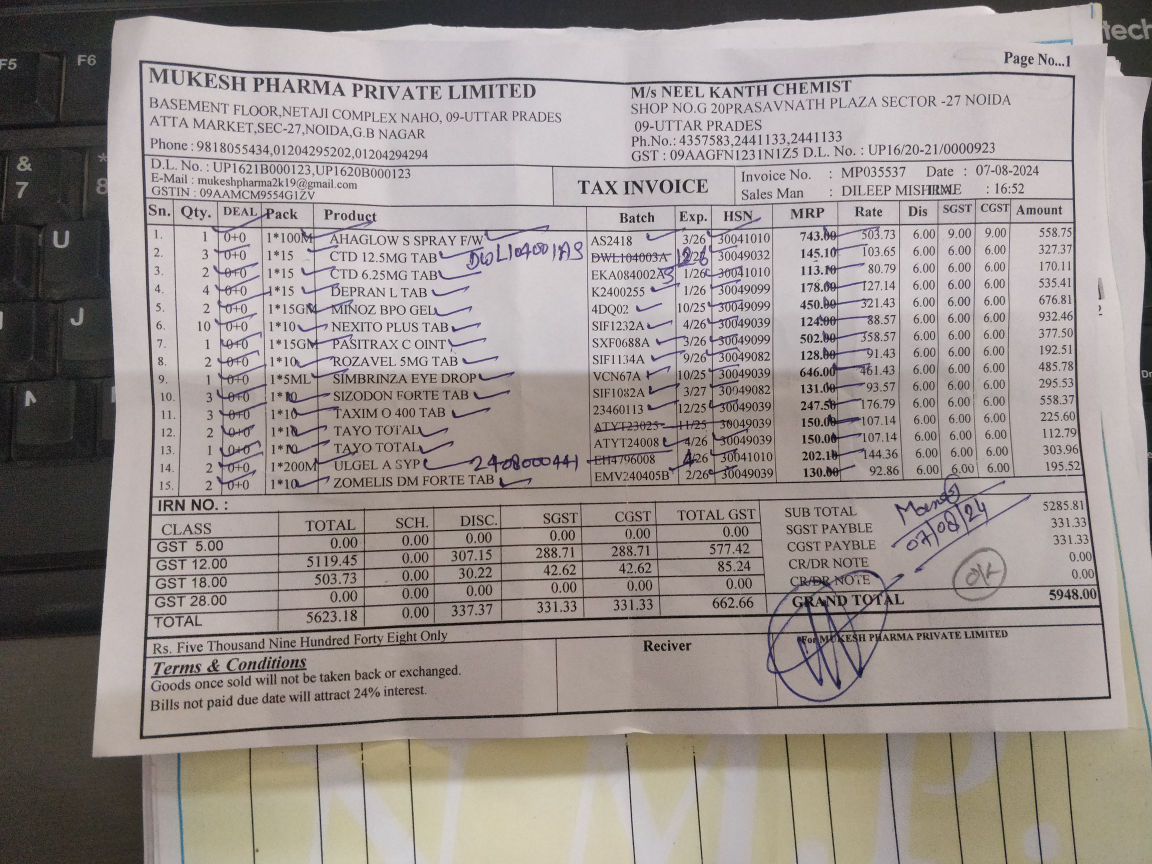 Page No...1
MUKESH PHARMA PRIVATE LIMITED
BASEMENT FLOOR,NETAJI COMPLEX NAHO, 09-UTTAR PRADES
ATTA MARKET,SEC-27,NOIDA,G.B NAGAR
Phone : 9818055434,01204295202,01204294294
M/s NEEL KANTH CHEMIST
SHOP NO.G 20PRASAVNATH PLAZA SECTOR -27 NOIDA
09-UTTAR PRADES
Ph.No.: 4357583,2441133,2441133
GST : 09AAGFN1231N1Z5 D.L. No. : UP16/20-21/0000923
D.L. No. : UP1621B000123,UP1620B000123
E-Mail : mukeshpharma2k19@gmail.com
GSTIN : 09AAMCM9554G1ZV
TAX INVOICE
Invoice No. : MP035537 Date : 07-08-2024
Sales Man : DILEEP MISHRA : 16:52
Sn. Qty. DEAL Pack Product Batch Exp. HSN MRP Rate Dis SGST CGST Amount
1. 1 0+0 1*100M AHAGLOW S SPRAY F/W AS2418 3/26 30041010 743.00 503.73 6.00 9.00 9.00 558.75
2. 3 0+0 1*15 CTD 12.5MG TAB DWL104001AS DWL104003A 30049032 145.10 103.65 6.00 6.00 6.00 327.37
3. 2 0+0 1*15 CTD 6.25MG TAB EKA084002AS 1/26 30041010 113.10 80.79 6.00 6.00 6.00 170.11
4. 4 0+0 1*15 DEPRAN L TAB K2400255 1/26 30049099 178.00 127.14 6.00 6.00 6.00 535.41
5. 2 0+0 1*15GM MINOZ BPO GEL 4DQ02 10/25 30049099 450.00 321.43 6.00 6.00 6.00 676.81
6. 10 0+0 1*10 NEXITO PLUS TAB SIF1232A 4/26 30049099 124.00 88.57 6.00 6.00 6.00 932.46
7. 1 0+0 1*15GM PASITRAX C OINT SXF0688A 3/26 30049099 502.00 358.57 6.00 6.00 6.00 377.50
8. 2 0+0 1*10 ROZAVEL 5MG TAB SIF1134A 9/26 30049082 128.00 91.43 6.00 6.00 6.00 192.51
9. 1 0+0 1*5ML SIMBRINZA EYE DROP VCN67A 10/25 30049039 646.00 461.43 6.00 6.00 6.00 485.78
10. 3 0+0 1*10 SIZODON FORTE TAB SIF1082A 3/27 30049082 131.00 93.57 6.00 6.00 6.00 295.53
11. 3 0+0 1*10 TAXIM O 400 TAB 23460113 12/25 30049039 247.50 176.79 6.00 6.00 6.00 558.37
12. 2 0+0 1*10 TAYO TOTAL ATYT23025 11/25 30049039 150.00 107.14 6.00 6.00 6.00 225.60
13. 1 0+0 1*10 TAYO TOTAL ATYT24008 4/26 30049039 150.00 107.14 6.00 6.00 6.00 112.79
14. 2 0+0 1*200M ULGEL A SYP 2408000441 EH4796008 4/26 30041010 202.10 144.36 6.00 6.00 6.00 303.96
15. 2 0+0 1*10 ZOMELIS DM FORTE TAB EMV240405B 2/26 30049039 130.00 92.86 6.00 6.00 6.00 195.52
IRN NO. :
CLASS TOTAL SCH. DISC. SGST CGST TOTAL GST
GST 5.00 0.00 0.00 0.00 0.00 0.00 0.00
GST 12.00 5119.45 0.00 307.15 288.71 288.71 577.42
GST 18.00 503.73 0.00 30.22 42.62 42.62 85.24
GST 28.00 0.00 0.00 0.00 0.00 0.00 0.00
TOTAL 5623.18 0.00 337.37 331.33 331.33 662.66
SUB TOTAL 5285.81
SGST PAYBLE 331.33
CGST PAYBLE 331.33
CR/DR NOTE 0.00
CR/DR NOTE 0.00
GRAND TOTAL 5948.00
07/08/24
OK
Rs. Five Thousand Nine Hundred Forty Eight Only
Terms & Conditions
Goods once sold will not be taken back or exchanged.
Bills not paid due date will attract 24% interest.
Reciver
For MUKESH PHARMA PRIVATE LIMITED
F5
F6
&
7
*
8
U
J
N
tech